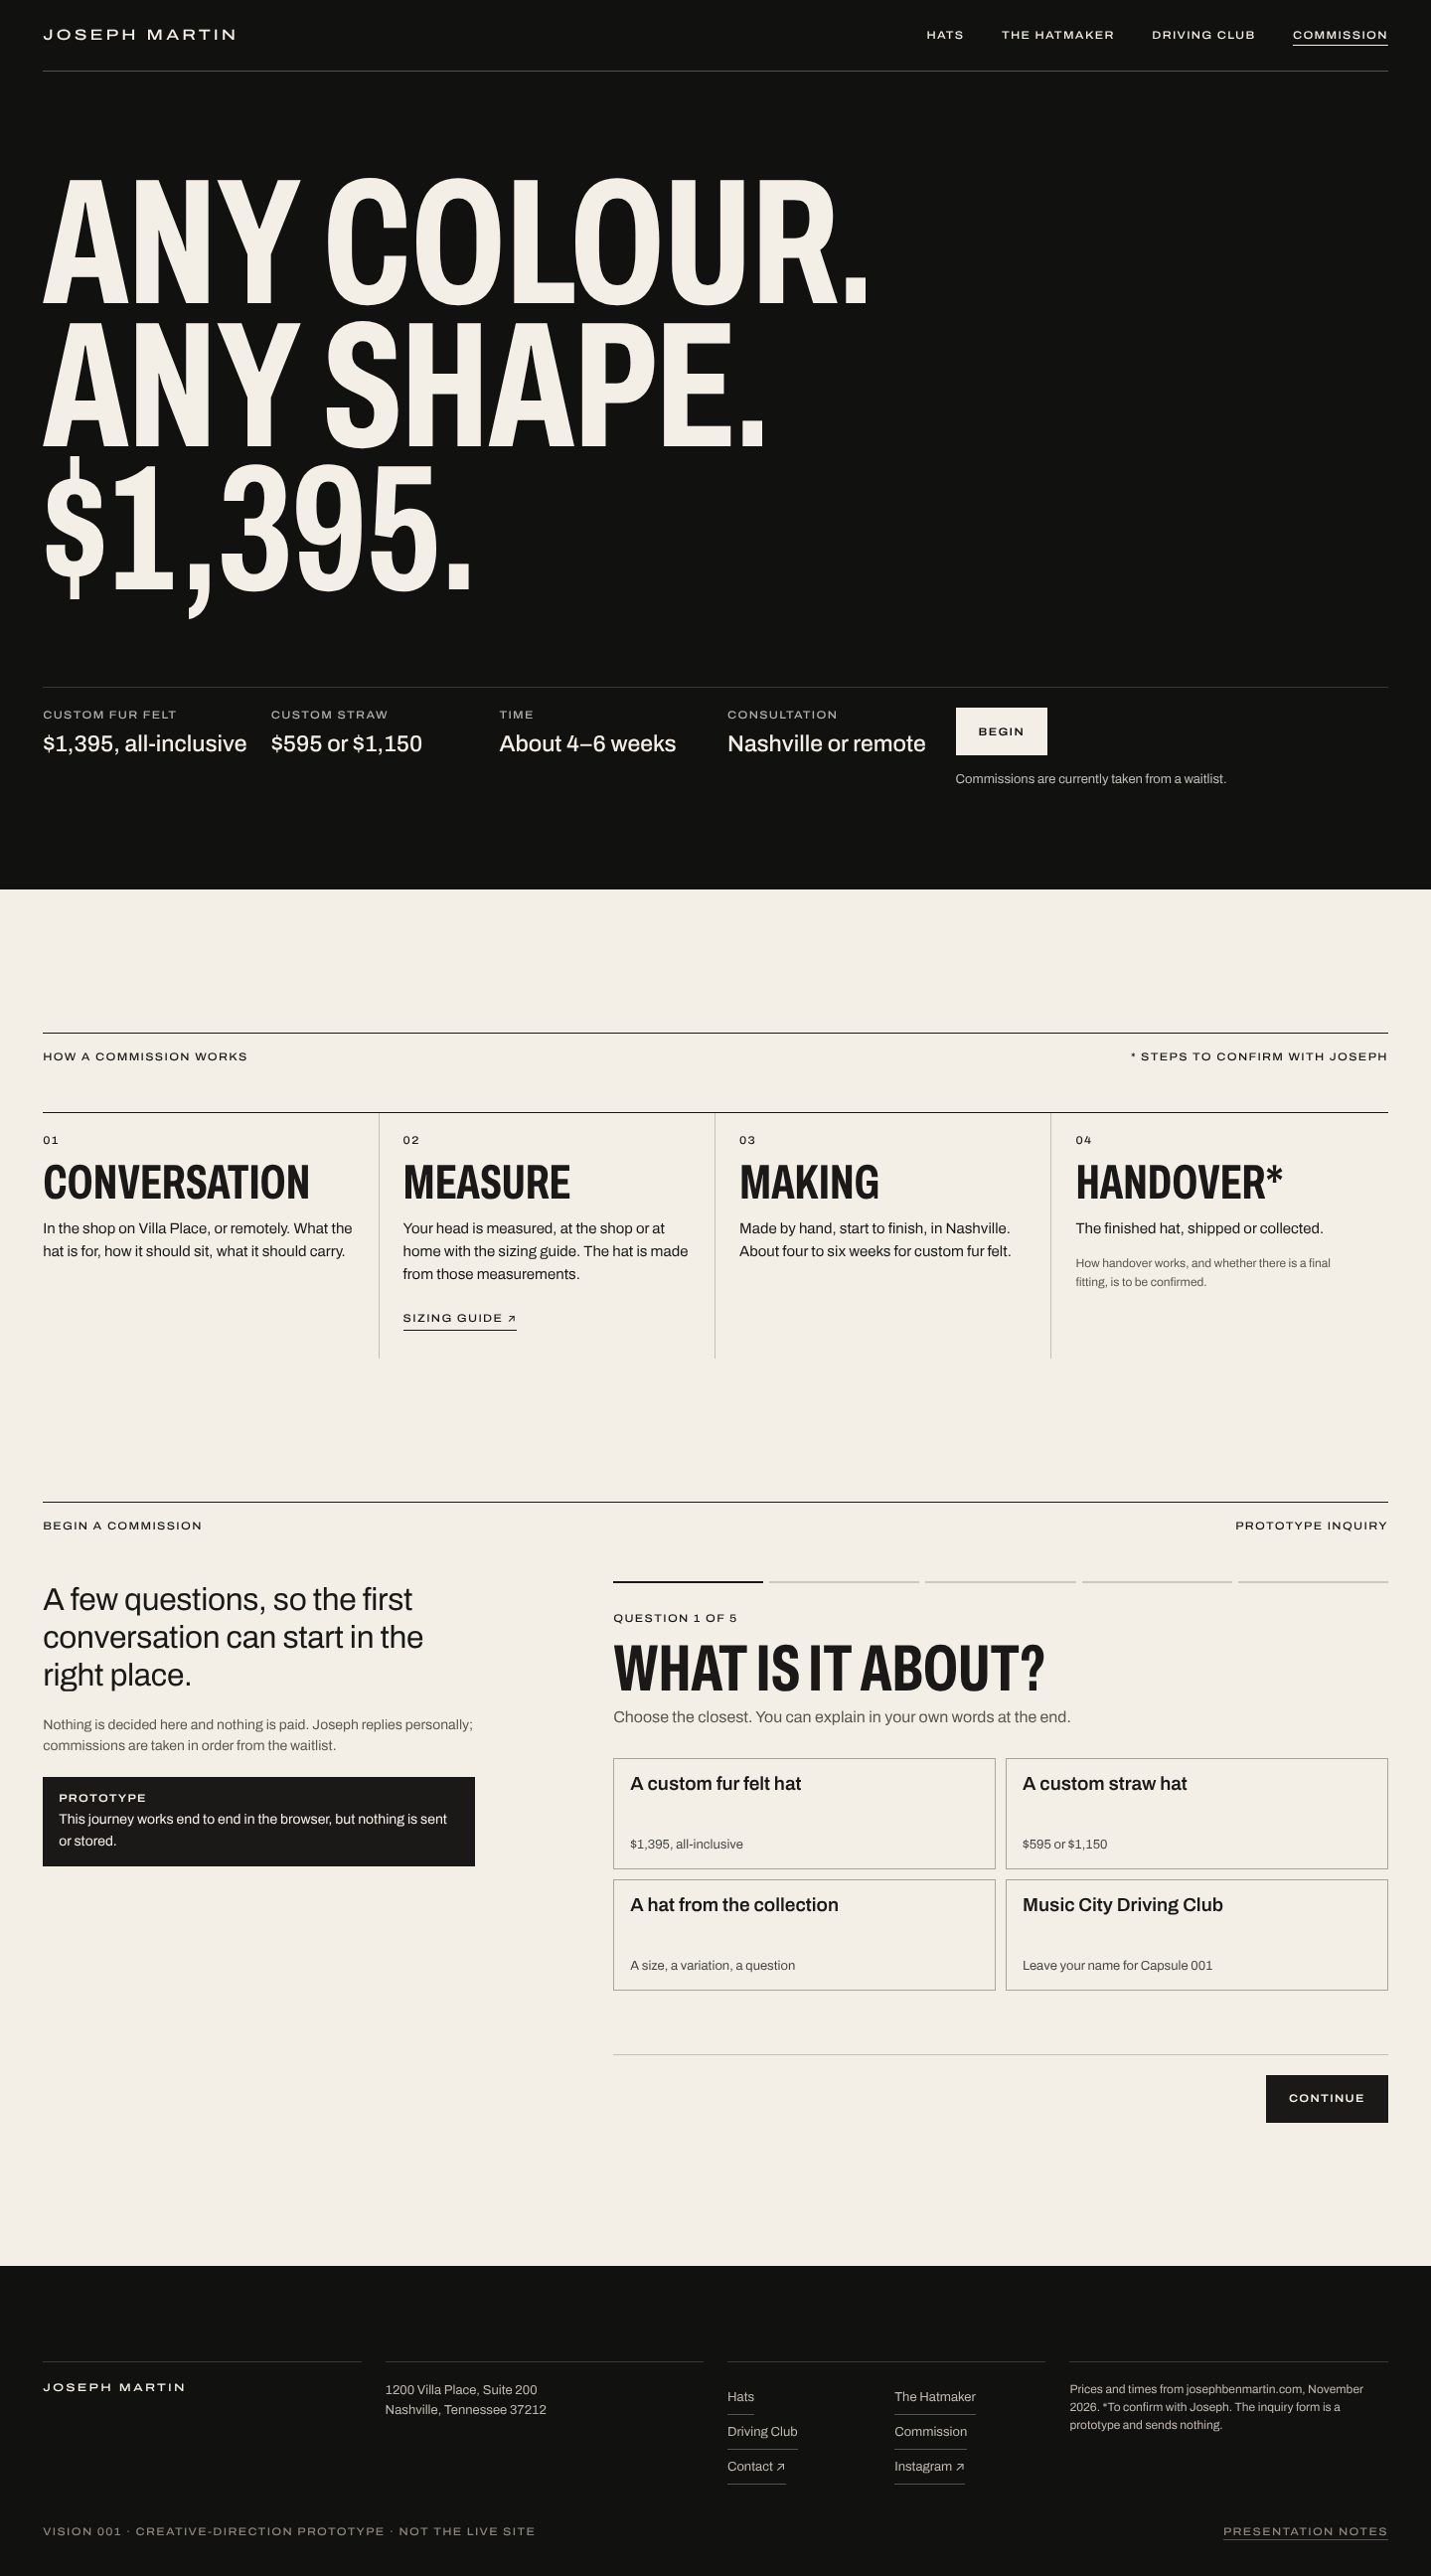 JOSEPH MARTIN
HATS THE HATMAKER DRIVING CLUB COMMISSION
ANY COLOUR.
ANY SHAPE.
$1,395.
CUSTOM FUR FELT
$1,395, all-inclusive
CUSTOM STRAW
$595 or $1,150
TIME
About 4–6 weeks
CONSULTATION
Nashville or remote
BEGIN
Commissions are currently taken from a waitlist.
HOW A COMMISSION WORKS
* STEPS TO CONFIRM WITH JOSEPH
01
CONVERSATION
In the shop on Villa Place, or remotely. What the
hat is for, how it should sit, what it should carry.
02
MEASURE
Your head is measured, at the shop or at
home with the sizing guide. The hat is made
from those measurements.
SIZING GUIDE ↗
03
MAKING
Made by hand, start to finish, in Nashville.
About four to six weeks for custom fur felt.
04
HANDOVER*
The finished hat, shipped or collected.
How handover works, and whether there is a final
fitting, is to be confirmed.
BEGIN A COMMISSION
PROTOTYPE INQUIRY
A few questions, so the first
conversation can start in the
right place.
Nothing is decided here and nothing is paid. Joseph replies personally;
commissions are taken in order from the waitlist.
PROTOTYPE
This journey works end to end in the browser, but nothing is sent
or stored.
QUESTION 1 OF 5
WHAT IS IT ABOUT?
Choose the closest. You can explain in your own words at the end.
A custom fur felt hat
$1,395, all-inclusive
A custom straw hat
$595 or $1,150
A hat from the collection
A size, a variation, a question
Music City Driving Club
Leave your name for Capsule 001
CONTINUE
JOSEPH MARTIN
1200 Villa Place, Suite 200
Nashville, Tennessee 37212
Hats
Driving Club
Contact ↗
The Hatmaker
Commission
Instagram ↗
Prices and times from josephbenmartin.com, November
2026. *To confirm with Joseph. The inquiry form is a
prototype and sends nothing.
VISION 001 · CREATIVE-DIRECTION PROTOTYPE · NOT THE LIVE SITE
PRESENTATION NOTES